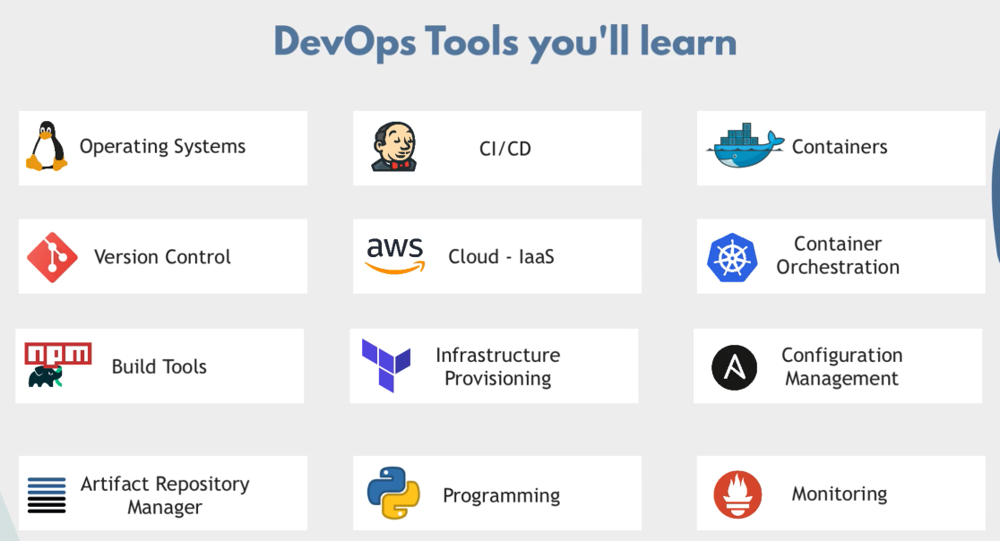 DevOps Tools you'll learn
Operating Systems
CI/CD
Containers
Version Control
aws
Cloud - IaaS
Container
Orchestration
npm
Build Tools
Infrastructure
Provisioning
Configuration
Management
Artifact Repository
Manager
Programming
Monitoring